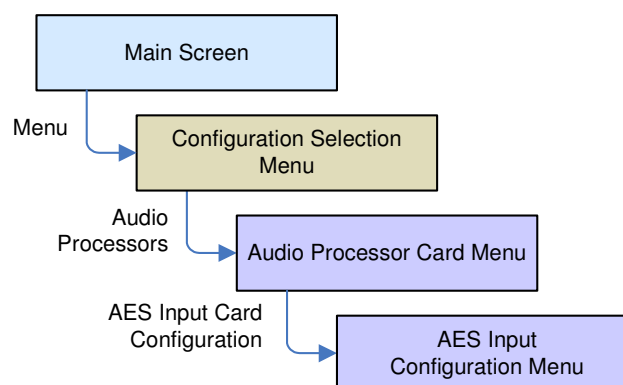 Main Screen
Menu
Configuration Selection
Menu
Audio
Processors
Audio Processor Card Menu
AES Input Card
Configuration
AES Input
Configuration Menu